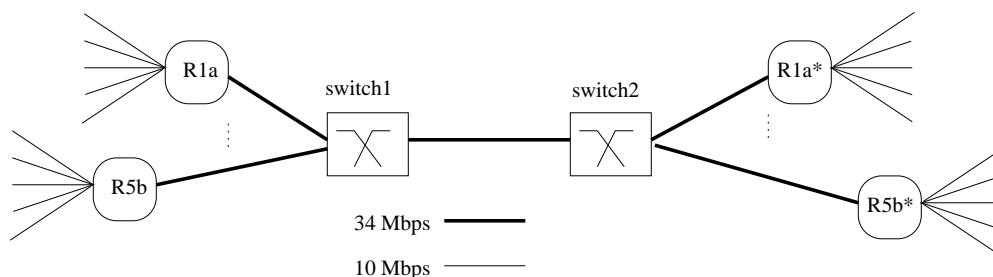 R1a
R1a*
switch1
switch2
R5b
R5b*
34 Mbps
10 Mbps